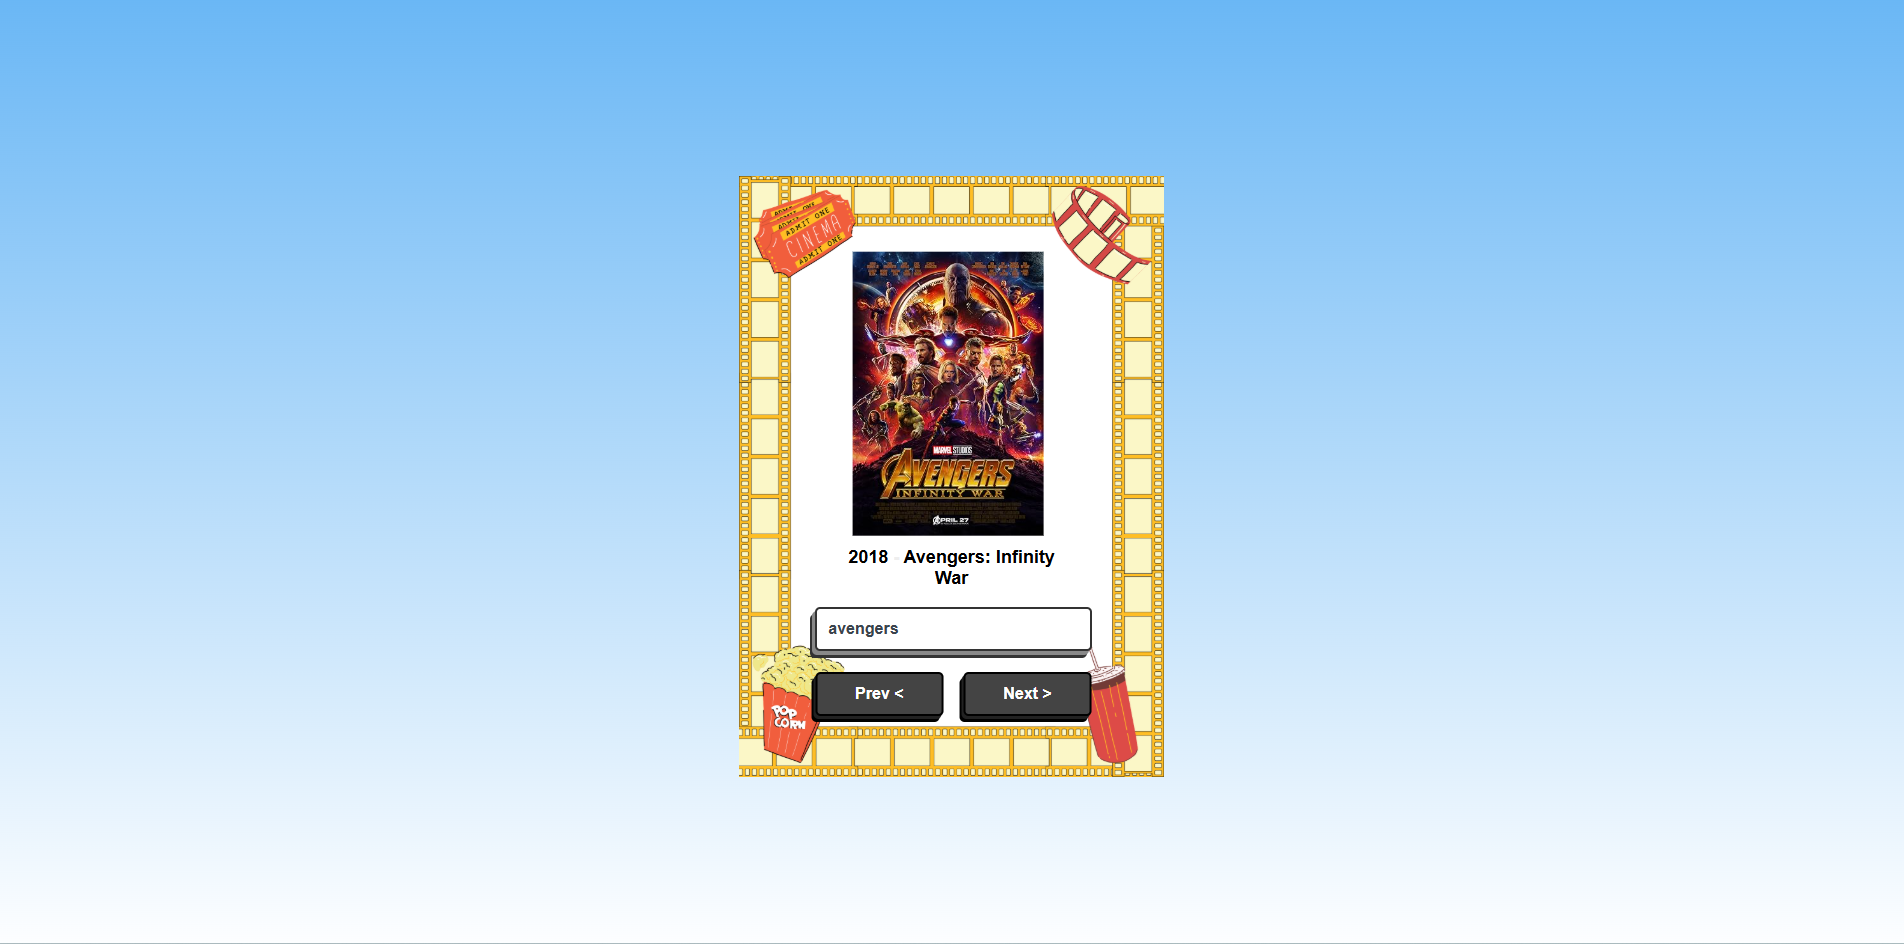 ADMIT ONE
ADMIT ONE
CINEMA
ADMIT ONE
MARVEL STUDIOS
AVENGERS
INFINITY WAR
APRIL 27
2018 Avengers: Infinity
War
avengers
Prev < Next >
POP
CORN